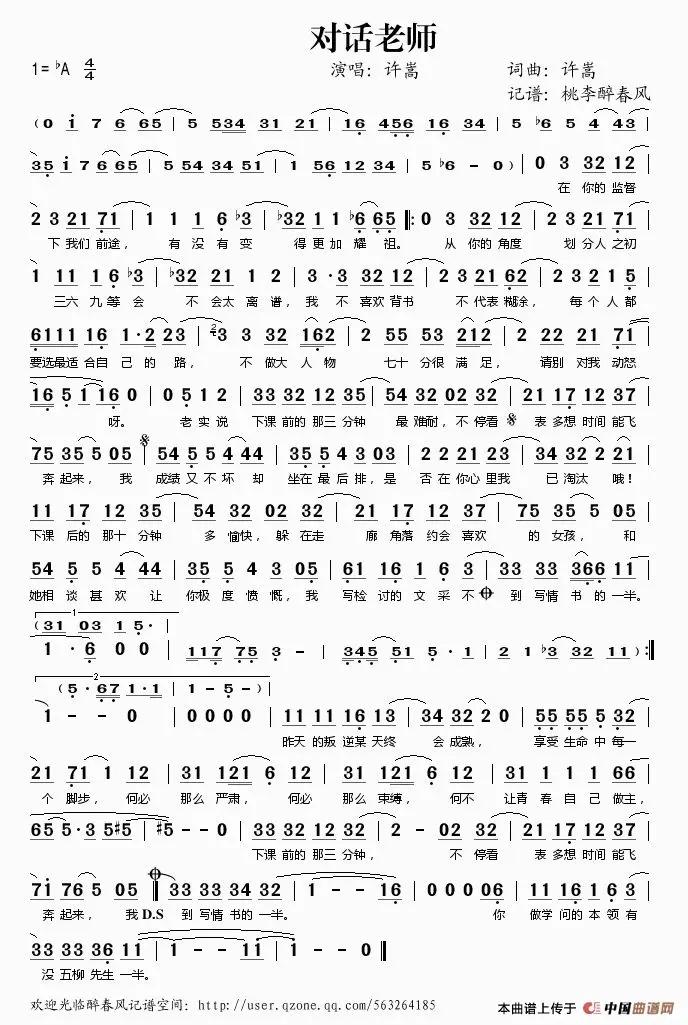 对话老师
1=♭A 4/4 演唱：许嵩 词曲：许嵩
记谱：桃李醉春风
(0 i 7 6 65 | 5 534 31 21 | 16 456 16 34 | 5 ♭6 5 4 43 |
35 i 7 6 65 | 5 54 34 51 | 1 56 12 34 | 5 ♭6 - 0) | 0 3 32 12 |
在 你的 监督
2 3 21 71 | 1 1 1 6 ♭3 | ♭32 1 1 ♭6 65 |: 0 3 32 12 | 2 3 21 71 |
下 我们 前途， 有 没 有 变 得 更 加 耀 祖。 从 你的 角度 划 分人 之初
1 11 1 6 ♭3 | ♭32 21 2 1 | 3· 3 32 12 | 2 32 21 62 | 2 32 1 5 |
三六 九 等 会 不 会太 离 谱， 我 不 喜欢 背书 不 代表 糊涂， 每 个 人 都
6111 16 1·2 23 | 3 3 32 162 | 2 55 53 212 | 2 22 21 71 |
要选最适 合自 己 的 路， 不 做大 人 物 七十 分很 满 足， 请别 对我 动怒
16 5 1 16 0 | 0 5 1 2 | 33 32 12 35 | 54 32 02 32 | 21 17 12 37 |
呀。 老 实 说 下课 前的 那三 分钟 最 难耐， 不 停看 表 多想 时间 能飞
75 35 5 05 | 54 5 5 44 | 35 5 4 3 03 | 34 32 2 21 |
奔起 来， 我 成绩 又 不 坏 却 坐在 最 后 排， 是 否 在你 心里 我 已 淘汰 哦！
11 17 12 35 | 54 32 02 32 | 21 17 12 37 | 75 35 5 05 |
下课 后的 那十 分钟 多 愉快， 躲 在走 廊 角落 约会 喜欢 的 女孩， 和
54 5 5 4 44 | 35 5 4 3 05 | 61 16 5 3 | 33 33 366 11 |
她相 谈 甚 欢 让 你极 度 愤 慨， 我 写检 讨的 文 采 不 到 写情 书 的 一半。
1
(31 03 1 5·
1 · 6 0 0 | 117 75 3 - | 345 51 5 · 1 | 2 1 ♭3 32 11) :|
2
(5· 67 1·1 | 1 - 5 -)
1 - - 0 | 0 0 0 0 | 11 11 16 13 | 3 32 2 0 | 55 55 5 32 |
昨天 的叛 逆某 天终 会 成熟， 享受 生命 中 每一
21 71 1 12 | 31 121 6 12 | 31 121 6 12 | 31 1 1 66 |
个 脚步， 何必 那么 严肃， 何必 那么 束缚， 何不 让青 春 自 己 做主，
65 5·3 5♯5 | ♯5 - 0 0 | 33 32 12 32 | 2 - 02 32 | 21 17 12 37 |
下课 前的 那三 分钟， 不 停看 表 多想 时间 能飞
71 76 5 05 ‖ 33 33 34 32 | 1 - - 16 | 0 0 0 06 | 11 16 1 6 3 |
奔起 来， 我 D.S 到 写情 书 的 一半。 你 做学 问的 本 领 有
33 33 36 11 | 1 - - 11 | 1 - - 0 ‖
没 五柳 先生 一半。
欢迎光临醉春风记谱空间：http://user.qzone.qq.com/563264185
本曲谱上传于 中国曲谱网